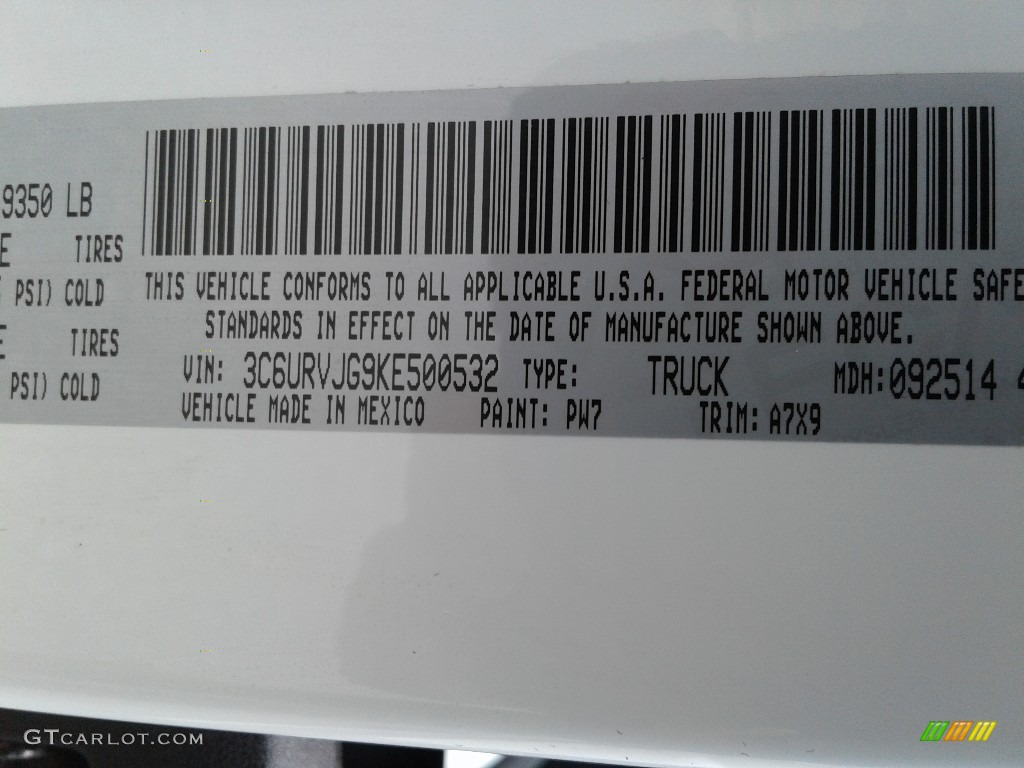 9350 LB
TIRES
PSI) COLD
TIRES
PSI) COLD
THIS VEHICLE CONFORMS TO ALL APPLICABLE U.S.A. FEDERAL MOTOR VEHICLE SAFE
STANDARDS IN EFFECT ON THE DATE OF MANUFACTURE SHOWN ABOVE.
VIN: 3C6URVJG9KE500532 TYPE: TRUCK MDH:092514 4
VEHICLE MADE IN MEXICO PAINT: PW7 TRIM: A7X9
GTCARLOT.COM